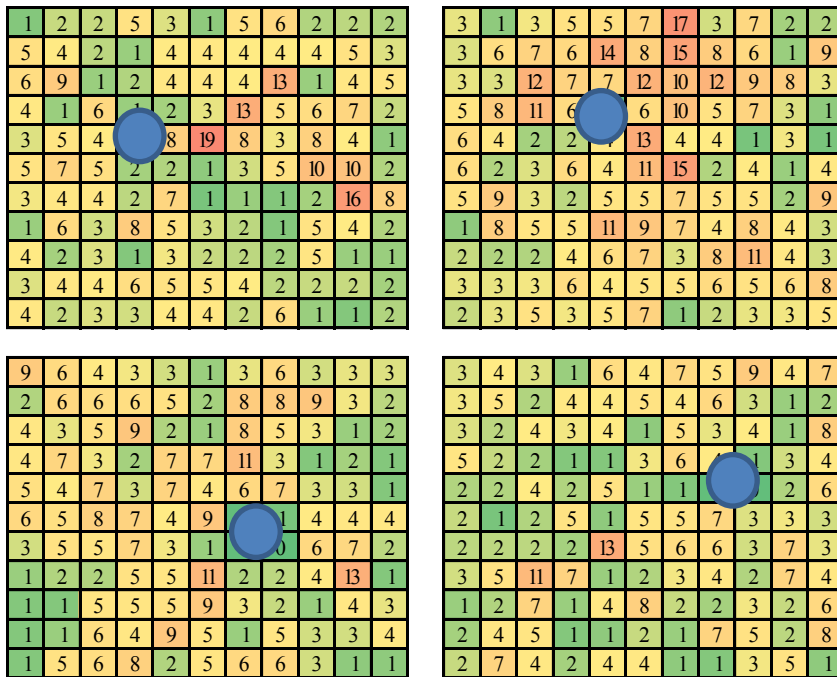 1 2 2 5 3 1 5 6 2 2 2
5 4 2 1 4 4 4 4 4 5 3
6 9 1 2 4 4 4 13 1 4 5
4 1 6 2 3 13 5 6 7 2
3 5 4 8 19 8 3 8 4 1
5 7 5 2 2 1 3 5 10 10 2
3 4 4 2 7 1 1 1 2 16 8
1 6 3 8 5 3 2 1 5 4 2
4 2 3 1 3 2 2 2 5 1 1
3 4 4 6 5 5 4 2 2 2 2
4 2 3 3 4 4 2 6 1 1 2
3 1 3 5 5 7 17 3 7 2 2
3 6 7 6 14 8 15 8 6 1 9
3 3 12 7 7 12 10 12 9 8 3
5 8 11 6 6 10 5 7 3 1
6 4 2 2 13 4 4 1 3 1
6 2 3 6 4 11 15 2 4 1 4
5 9 3 2 5 5 7 5 5 2 9
1 8 5 5 11 9 7 4 8 4 3
2 2 2 4 6 7 3 8 11 4 3
3 3 3 6 4 5 5 6 5 6 8
2 3 5 3 5 7 1 2 3 3 5
9 6 4 3 3 1 3 6 3 3 3
2 6 6 6 5 2 8 8 9 3 2
4 3 5 9 2 1 8 5 3 1 2
4 7 3 2 7 7 11 3 1 2 1
5 4 7 3 7 4 6 7 3 3 1
6 5 8 7 4 9 1 4 4 4
3 5 5 7 3 1 6 7 2
1 2 2 5 5 11 2 2 4 13 1
1 1 5 5 5 9 3 2 1 4 3
1 1 6 4 9 5 1 5 3 3 4
1 5 6 8 2 5 6 6 3 1 1
3 4 3 1 6 4 7 5 9 4 7
3 5 2 4 4 5 4 6 3 1 2
3 2 4 3 4 1 5 3 4 1 8
5 2 2 1 1 3 6 3 4
2 2 4 2 5 1 1 2 6
2 1 2 5 1 5 5 7 3 3 3
2 2 2 2 13 5 6 6 3 7 3
3 5 11 7 1 2 3 4 2 7 4
1 2 7 1 4 8 2 2 3 2 6
2 4 5 1 1 2 1 7 5 2 8
2 7 4 2 4 4 1 1 3 5 1